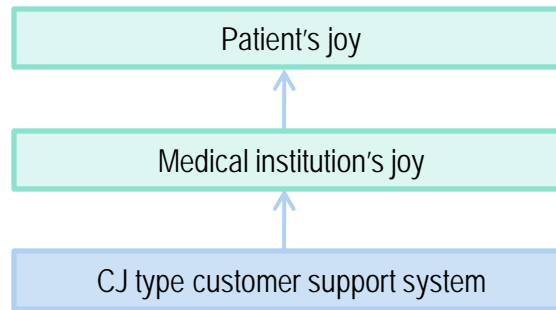 Patient's joy
Medical institution's joy
CJ type customer support system